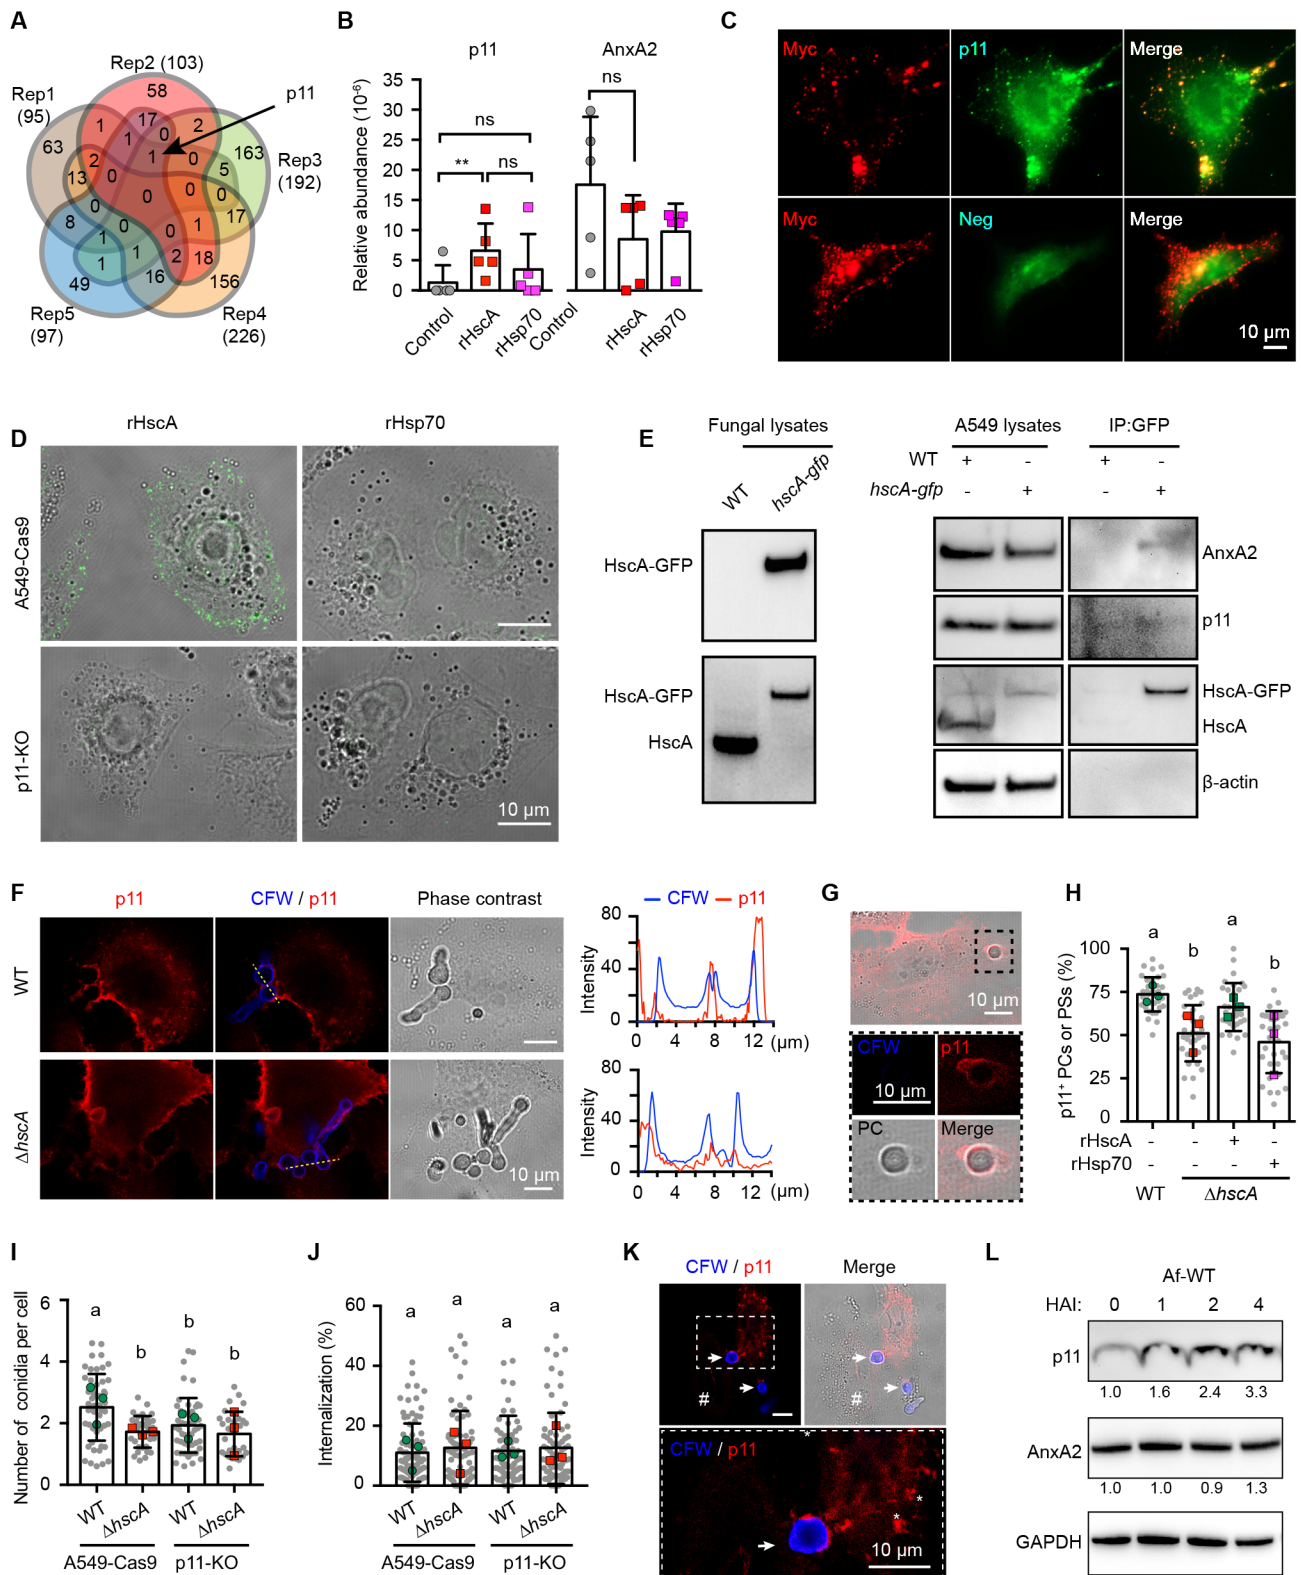 A
Rep2 (103)
Rep1
(95)
p11
Rep3
(192)
Rep5
(97)
Rep4
(226)
58
1
17
0
2
63
1
163
2
1
0
5
13
0
0
0
0
0
17
8
0
0
1
1
1
2
18
1
16
49
156
B
p11
AnxA2
Relative abundance (10⁻⁶)
35
30
25
20
15
10
5
0
ns
**
ns
ns
Control
rHscA
rHsp70
Control
rHscA
rHsp70
C
Myc
p11
Merge
Myc
Neg
Merge
10 µm
D
rHscA
rHsp70
A549-Cas9
p11-KO
10 µm
E
Fungal lysates
WT
hscA-gfp
HscA-GFP
HscA-GFP
HscA
A549 lysates
IP:GFP
WT + - + -
hscA-gfp - + - +
AnxA2
p11
HscA-GFP
HscA
β-actin
F
p11
CFW / p11
Phase contrast
WT
ΔhscA
10 µm
CFW
p11
Intensity
80
40
0
0 4 8 12 (µm)
Intensity
80
40
0
0 4 8 12 (µm)
G
10 µm
CFW
p11
10 µm
PC
Merge
H
p11⁺ PCs or PSs (%)
100
75
50
25
0
a
b
a
b
rHscA - - + -
rHsp70 - - - +
WT
ΔhscA
I
Number of conidia per cell
6
4
2
0
a
b
b
b
WT
ΔhscA
WT
ΔhscA
A549-Cas9
p11-KO
J
Internalization (%)
60
40
20
0
a
a
a
a
WT
ΔhscA
WT
ΔhscA
A549-Cas9
p11-KO
K
CFW / p11
Merge
#
#
CFW / p11
*
*
*
10 µm
L
Af-WT
HAI: 0 1 2 4
p11
1.0 1.6 2.4 3.3
AnxA2
1.0 1.0 0.9 1.3
GAPDH